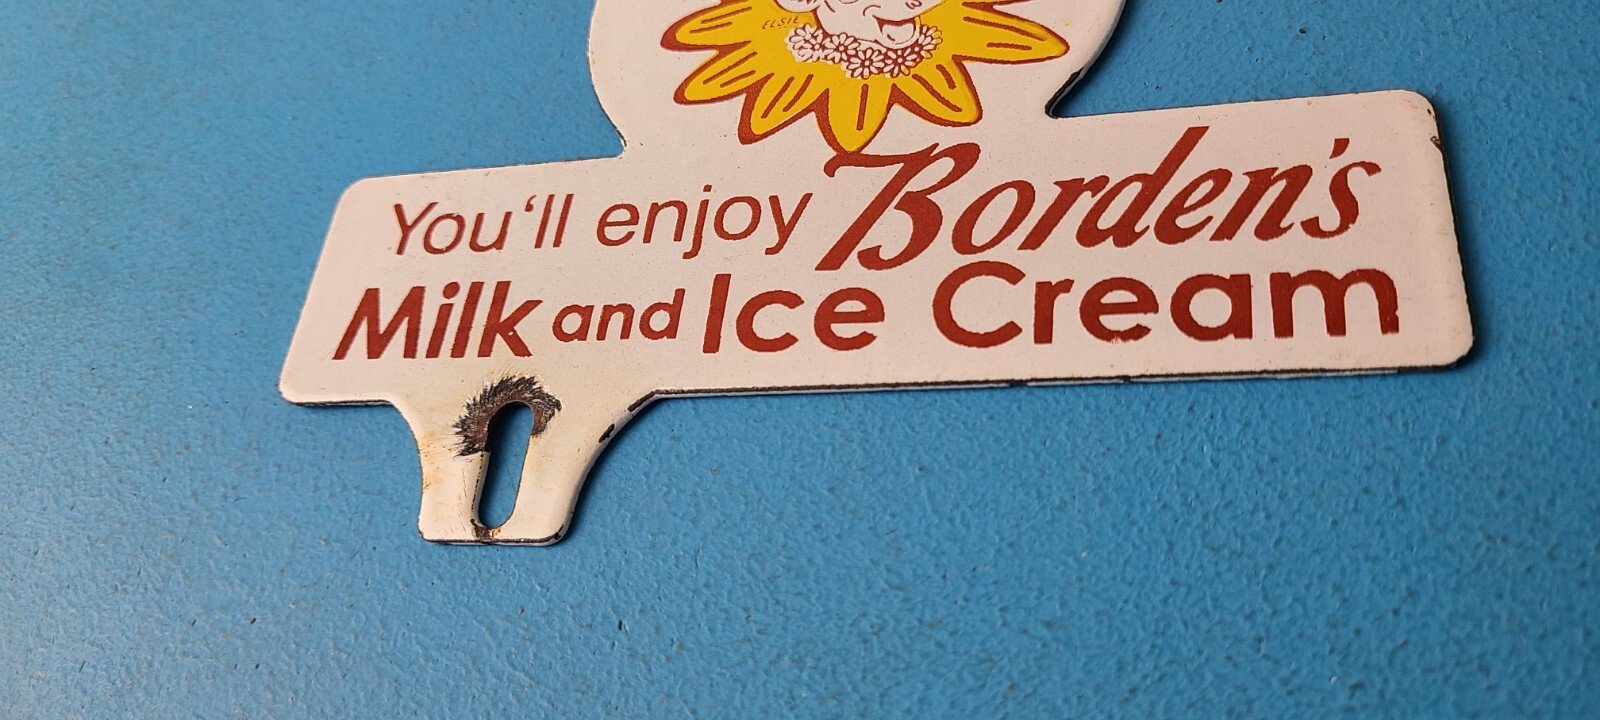 ELSIE
You'll enjoy Borden's
Milk and Ice Cream